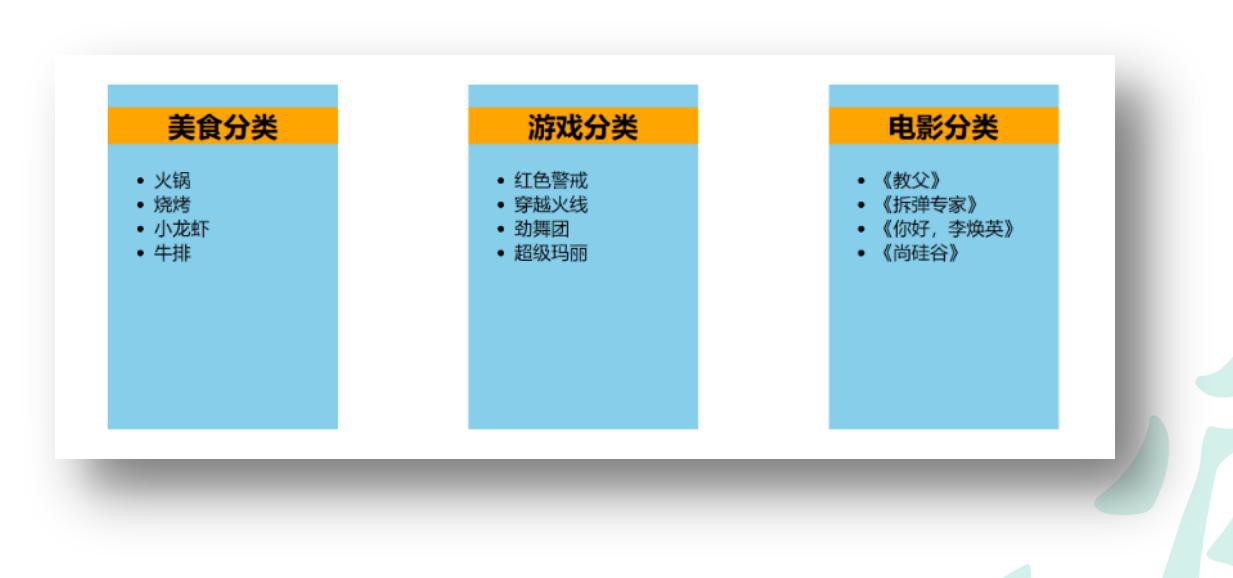 美食分类
火锅
烧烤
小龙虾
牛排
游戏分类
红色警戒
穿越火线
劲舞团
超级玛丽
电影分类
《教父》
《拆弹专家》
《你好，李焕英》
《尚硅谷》